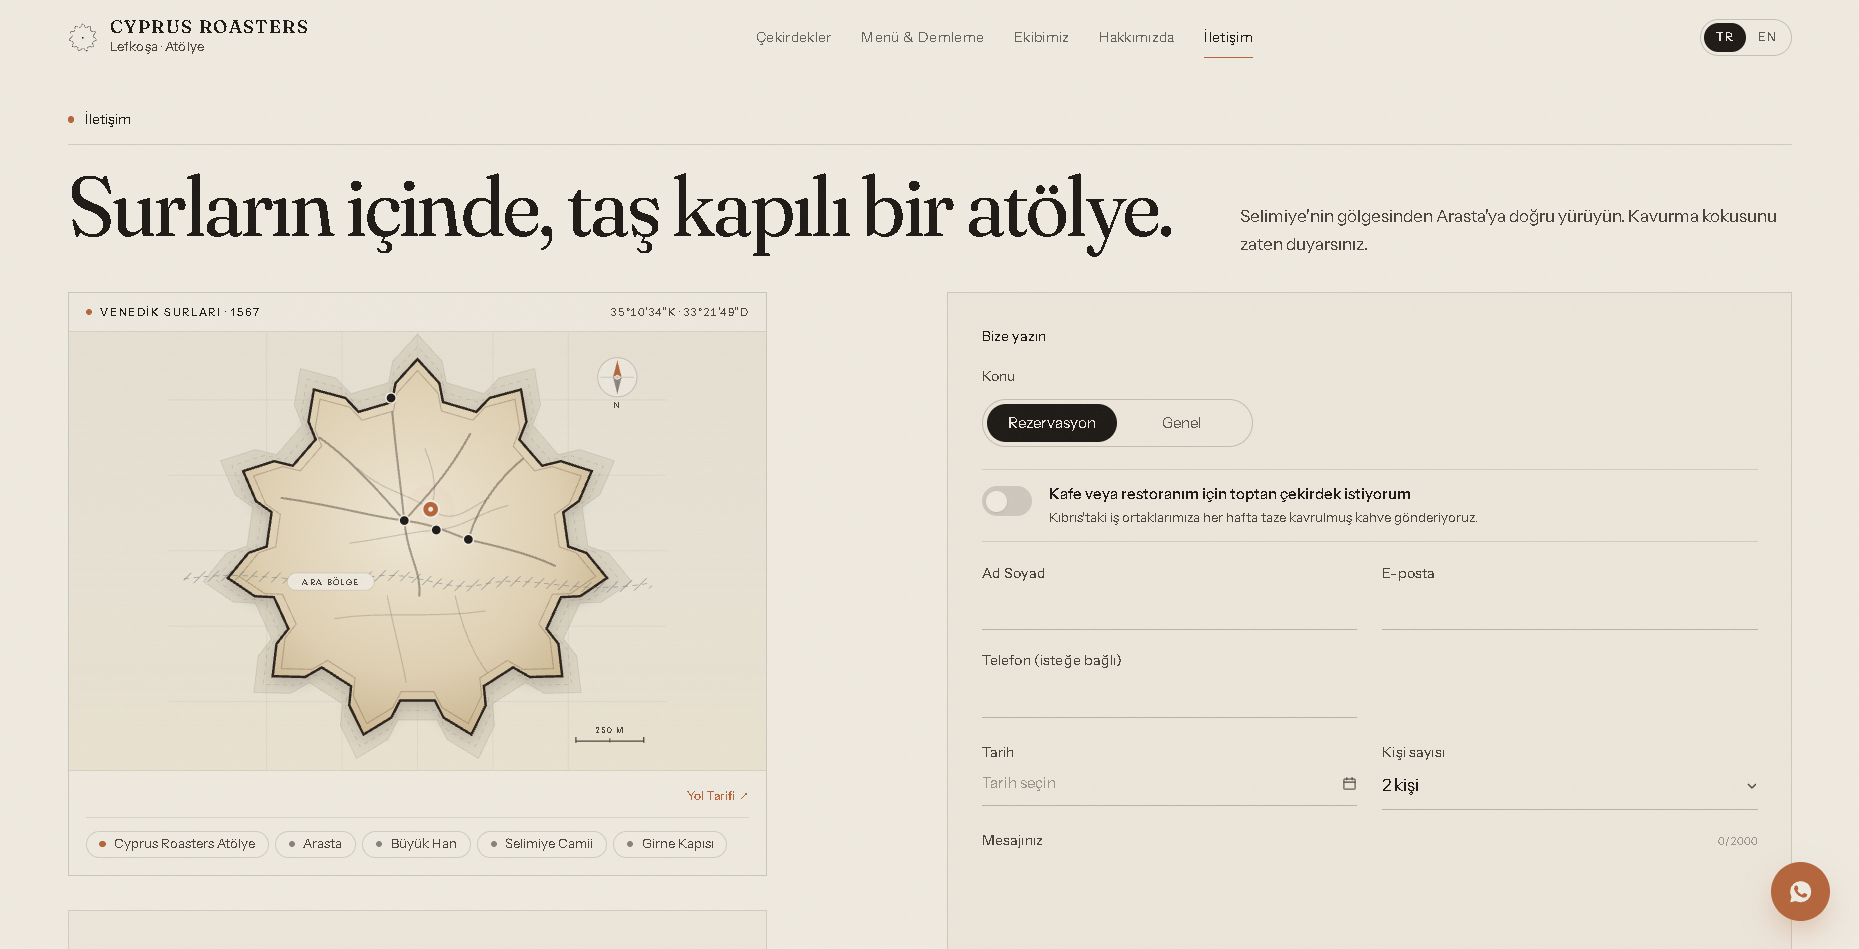 CYPRUS ROASTERS
Lefkoşa · Atölye
Çekirdekler
Menü & Demleme
Ekibimiz
Hakkımızda
İletişim
TR
EN
İletişim
Surların içinde, taş kapılı bir atölye.
Selimiye'nin gölgesinden Arasta'ya doğru yürüyün. Kavurma kokusunu
zaten duyarsınız.
VENEDİK SURLARI · 1567
35°10'34"K · 33°21'49"D
N
ARA BÖLGE
250 M
Yol Tarifi ↗
Cyprus Roasters Atölye
Arasta
Büyük Han
Selimiye Camii
Girne Kapısı
Bize yazın
Konu
Rezervasyon
Genel
Kafe veya restoranım için toptan çekirdek istiyorum
Kıbrıs'taki iş ortaklarımıza her hafta taze kavrulmuş kahve gönderiyoruz.
Ad Soyad
E-posta
Telefon (isteğe bağlı)
Tarih
Tarih seçin
Kişi sayısı
2 kişi
Mesajınız
0/2000